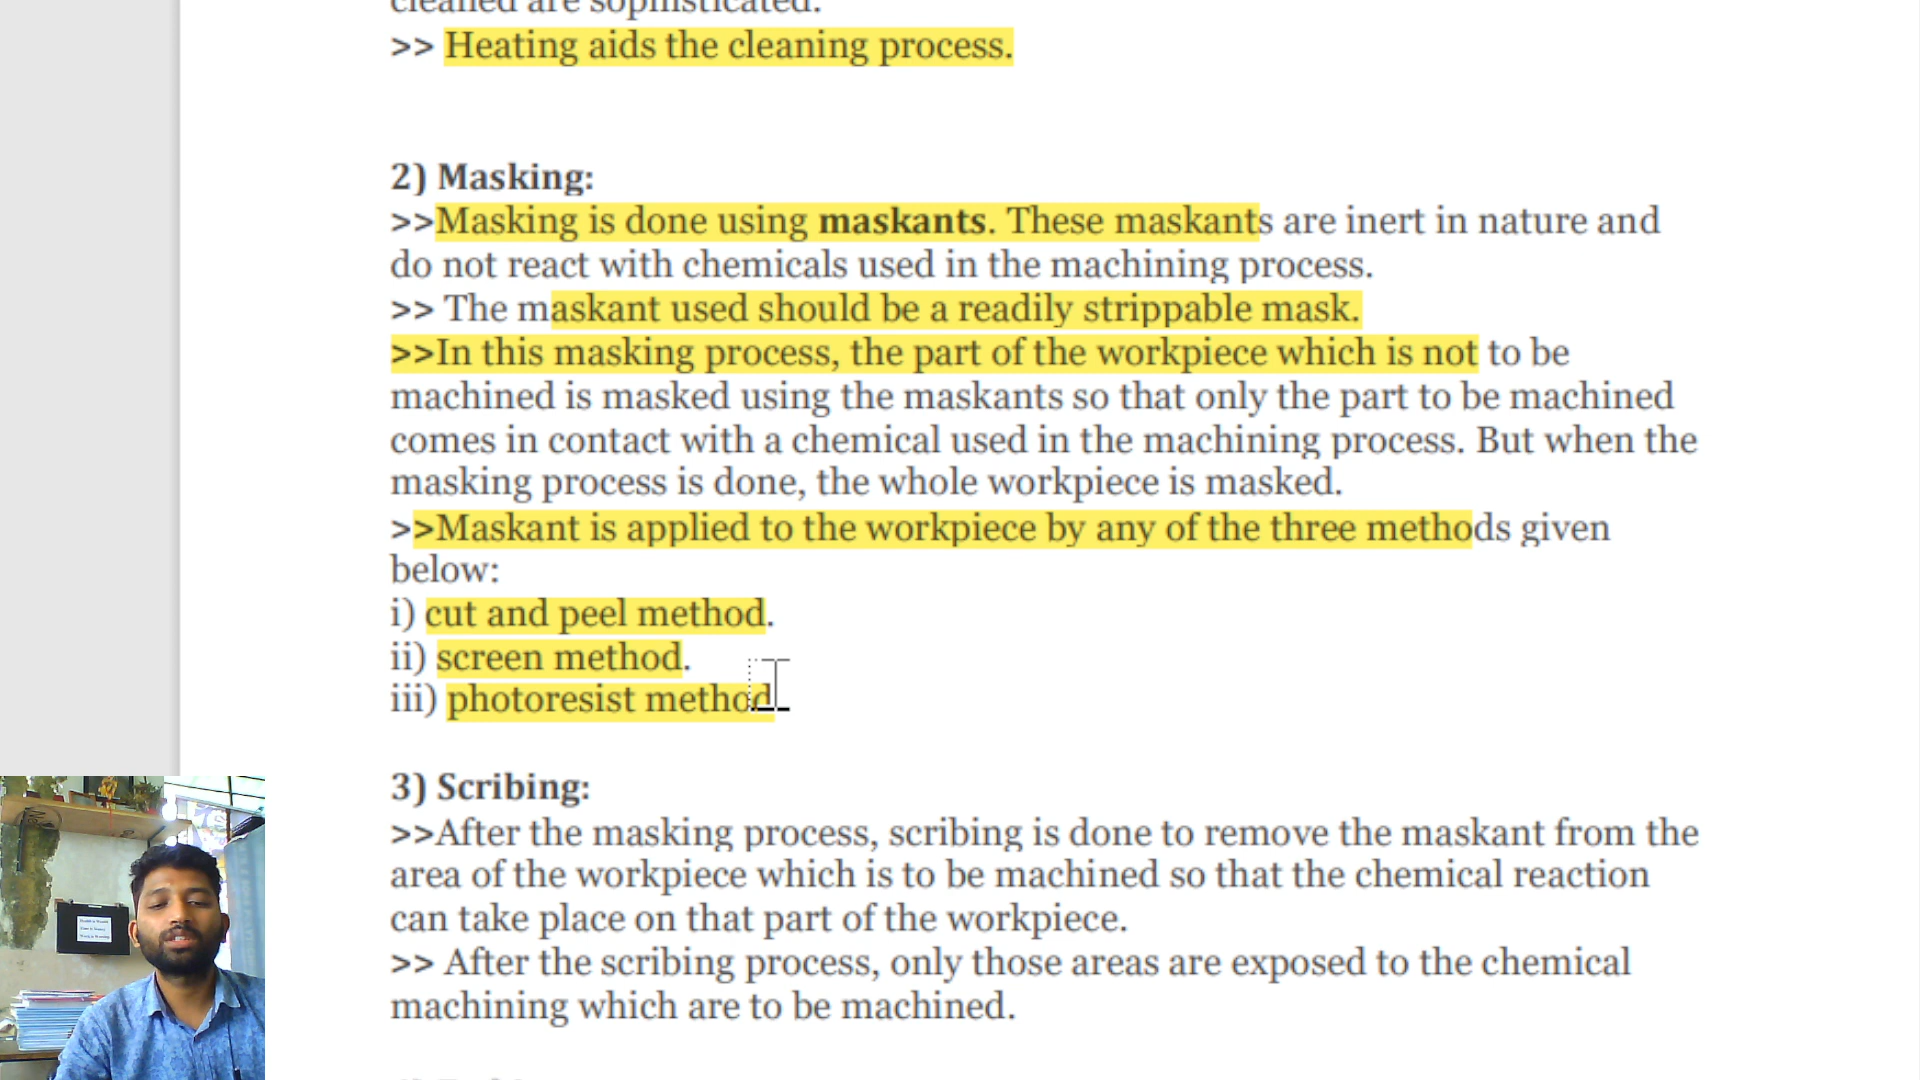 cleaned are sophisticated.
>> Heating aids the cleaning process.
2) Masking:
>>Masking is done using maskants. These maskants are inert in nature and
do not react with chemicals used in the machining process.
>> The maskant used should be a readily strippable mask.
>>In this masking process, the part of the workpiece which is not to be
machined is masked using the maskants so that only the part to be machined
comes in contact with a chemical used in the machining process. But when the
masking process is done, the whole workpiece is masked.
>>Maskant is applied to the workpiece by any of the three methods given
below:
i) cut and peel method.
ii) screen method.
iii) photoresist method
3) Scribing:
>>After the masking process, scribing is done to remove the maskant from the
area of the workpiece which is to be machined so that the chemical reaction
can take place on that part of the workpiece.
>> After the scribing process, only those areas are exposed to the chemical
machining which are to be machined.